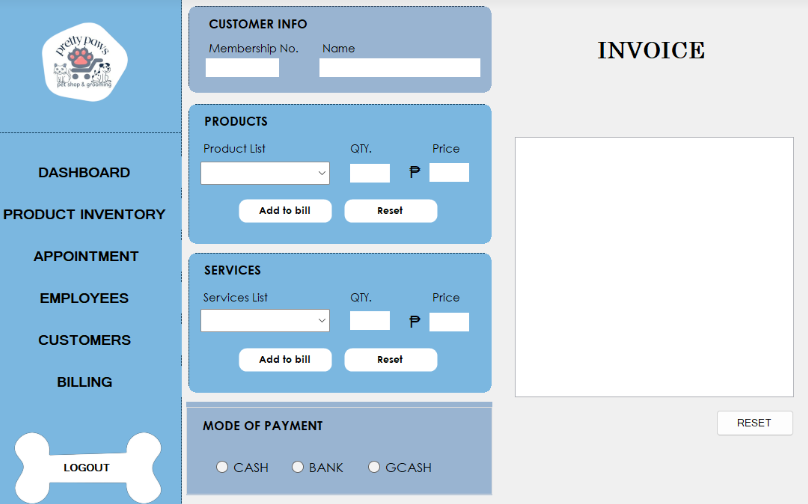 pretty paws
pet shop & grooming
DASHBOARD
PRODUCT INVENTORY
APPOINTMENT
EMPLOYEES
CUSTOMERS
BILLING
LOGOUT
CUSTOMER INFO
Membership No. Name
PRODUCTS
Product List QTY. Price
₱
Add to bill Reset
SERVICES
Services List QTY. Price
₱
Add to bill Reset
MODE OF PAYMENT
CASH BANK GCASH
INVOICE
RESET